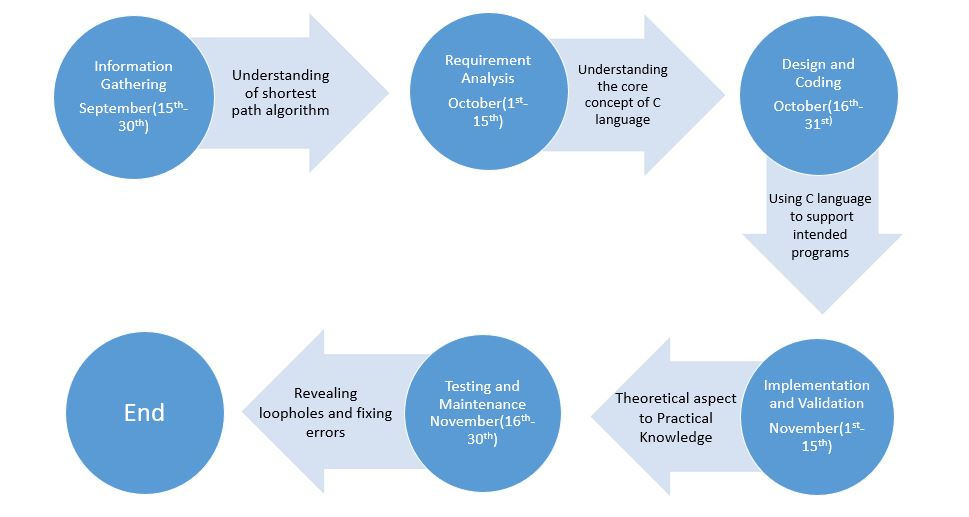 Information
Gathering
September(15th-
30th)
Understanding
of shortest
path algorithm
Requirement
Analysis
October(1st-
15th)
Understanding
the core
concept of C
language
Design and
Coding
October(16th-
31st)
Using C language
to support
intended
programs
Implementation
and Validation
November(1st-
15th)
Theoretical aspect
to Practical
Knowledge
Testing and
Maintenance
November(16th-
30th)
Revealing
loopholes and fixing
errors
End